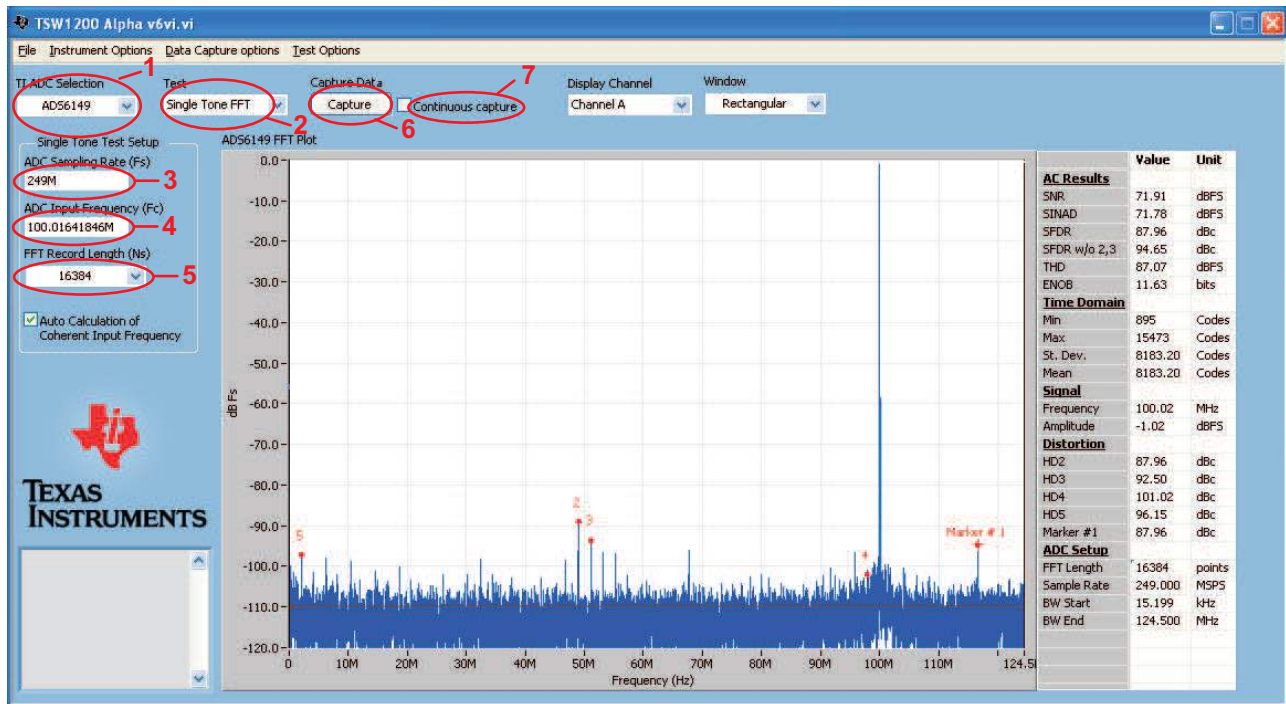 TSW1200 Alpha v6vi.vi
File Instrument Options Data Capture options Test Options
1
7
TI ADC Selection Test Capture Data Display Channel Window
ADS6149 Single Tone FFT Capture Continuous capture Channel A Rectangular
2
6
Single Tone Test Setup
ADC Sampling Rate (Fs)
249M
3
ADC Input Frequency (Fc)
100.01641846M
4
FFT Record Length (Ns)
16384
5
Auto Calculation of
Coherent Input Frequency
TEXAS
INSTRUMENTS
ADS6149 FFT Plot
0.0
-10.0
-20.0
-30.0
-40.0
-50.0
-60.0
-70.0
-80.0
-90.0
-100.0
-110.0
-120.0
dB Fs
5
2
3
4
Marker # 1
0 10M 20M 30M 40M 50M 60M 70M 80M 90M 100M 110M 124.5
Frequency (Hz)
Value Unit
AC Results
SNR 71.91 dBFS
SINAD 71.78 dBFS
SFDR 87.96 dBc
SFDR w/o 2,3 94.65 dBc
THD 87.07 dBFS
ENOB 11.63 bits
Time Domain
Min 895 Codes
Max 15473 Codes
St. Dev. 8183.20 Codes
Mean 8183.20 Codes
Signal
Frequency 100.02 MHz
Amplitude -1.02 dBFS
Distortion
HD2 87.96 dBc
HD3 92.50 dBc
HD4 101.02 dBc
HD5 96.15 dBc
Marker #1 87.96 dBc
ADC Setup
FFT Length 16384 points
Sample Rate 249.000 MSPS
BW Start 15.199 kHz
BW End 124.500 MHz